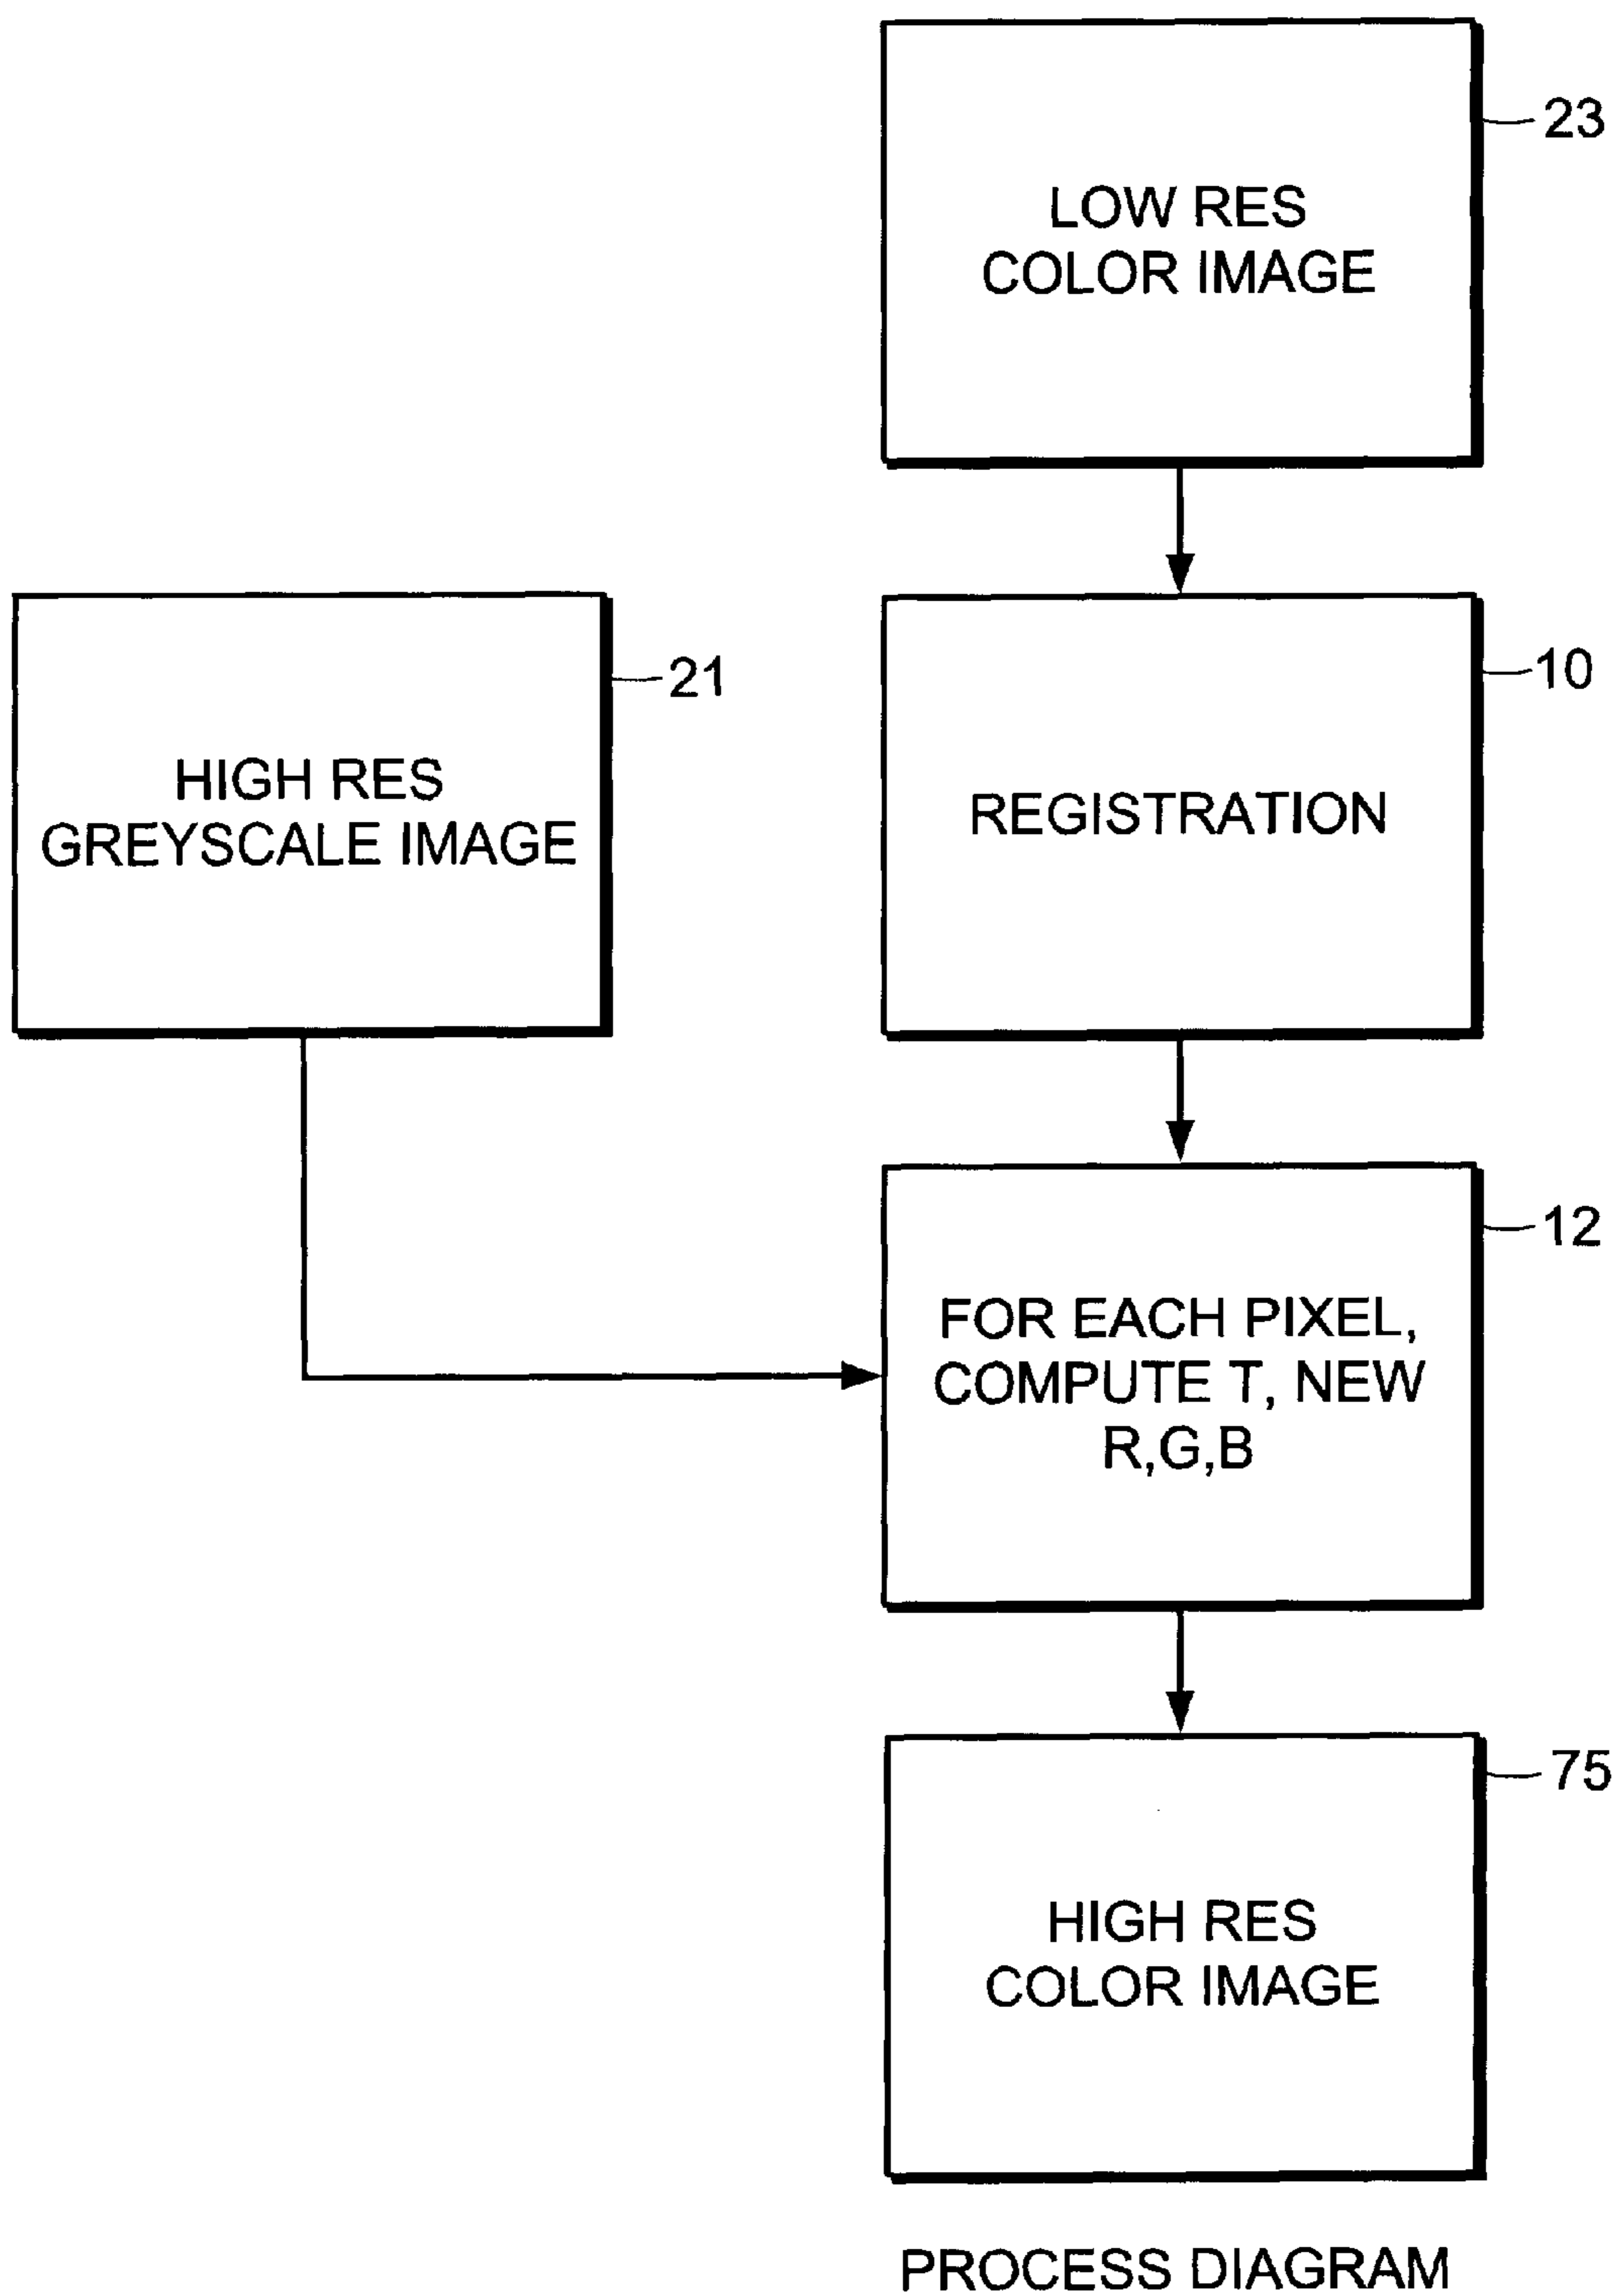 23
LOW RES
COLOR IMAGE
21
10
HIGH RES
GREYSCALE IMAGE
REGISTRATION
12
FOR EACH PIXEL,
COMPUTE T, NEW
R,G,B
75
HIGH RES
COLOR IMAGE
PROCESS DIAGRAM